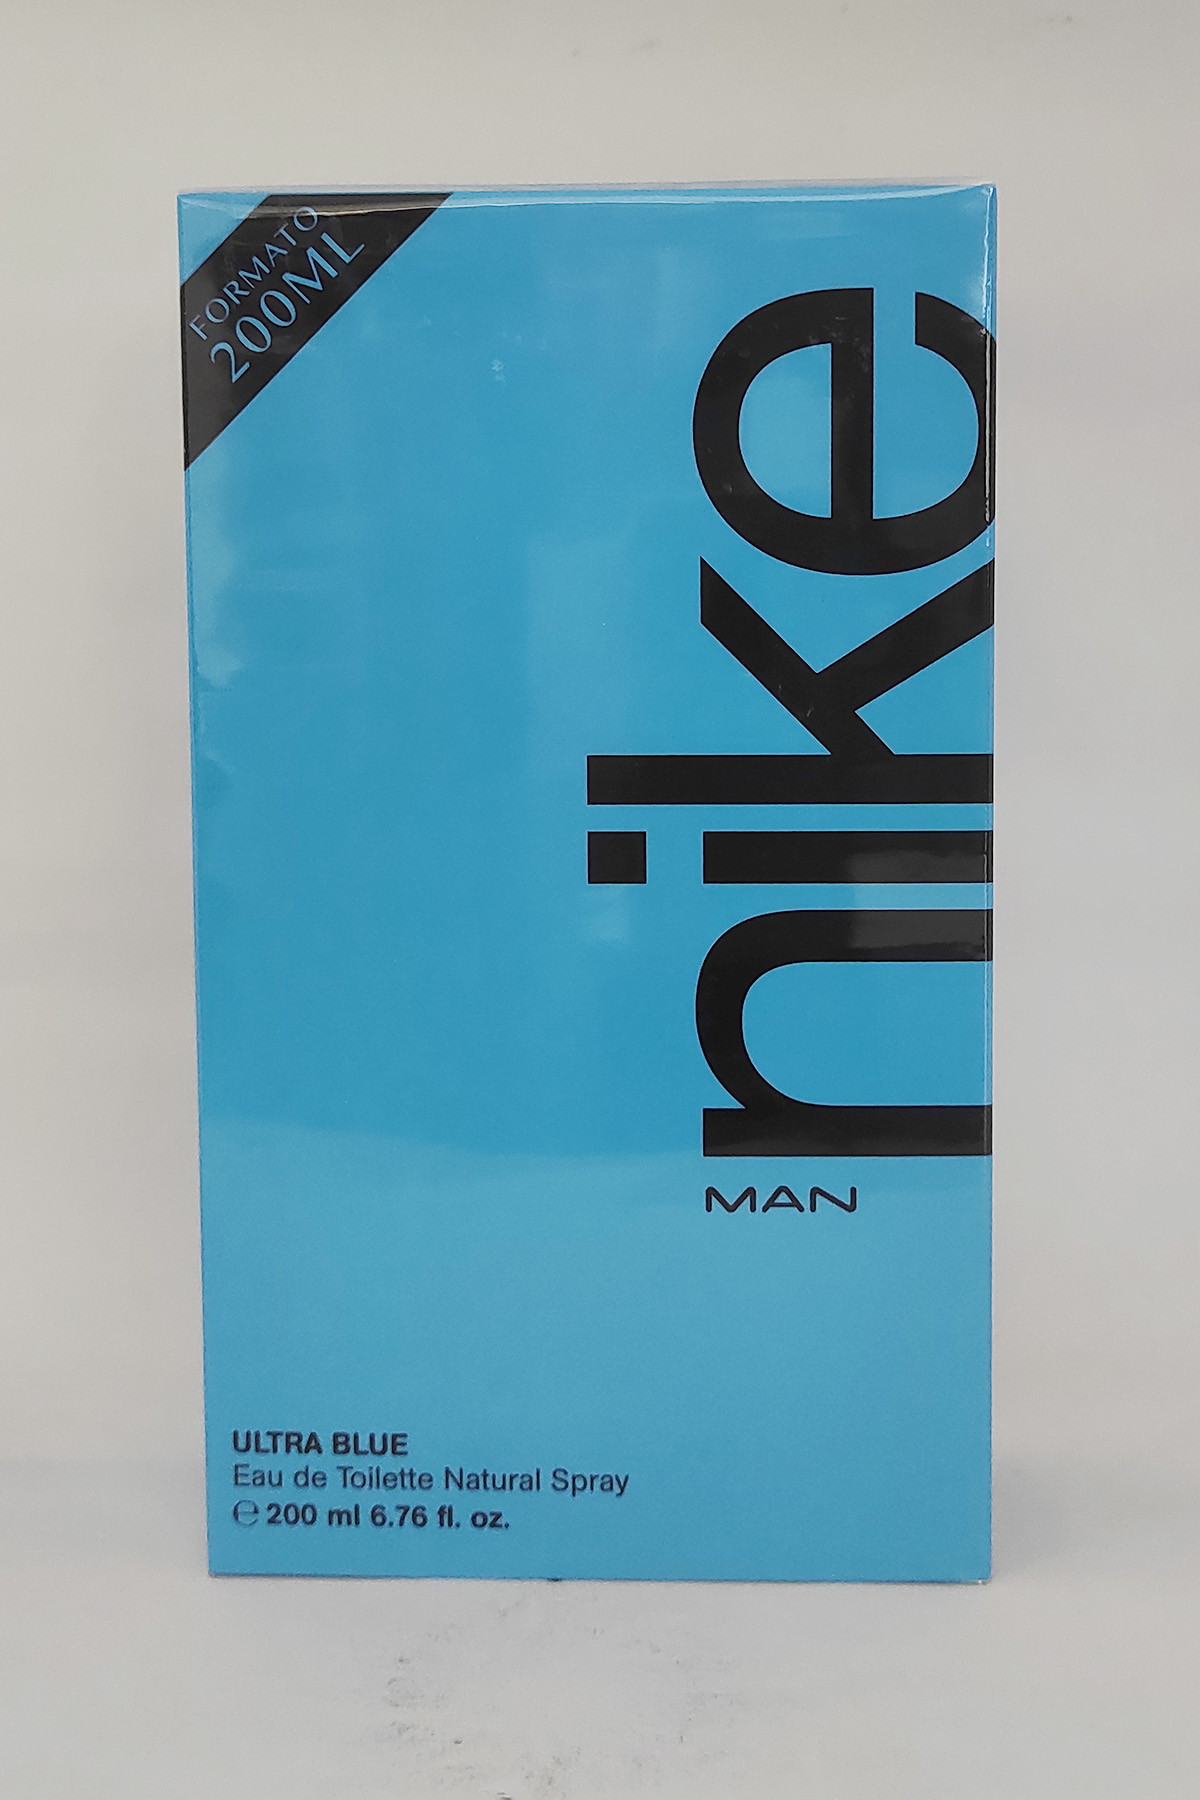 FORMATO
200ML
nike
MAN
ULTRA BLUE
Eau de Toilette Natural Spray
℮ 200 ml 6.76 fl. oz.